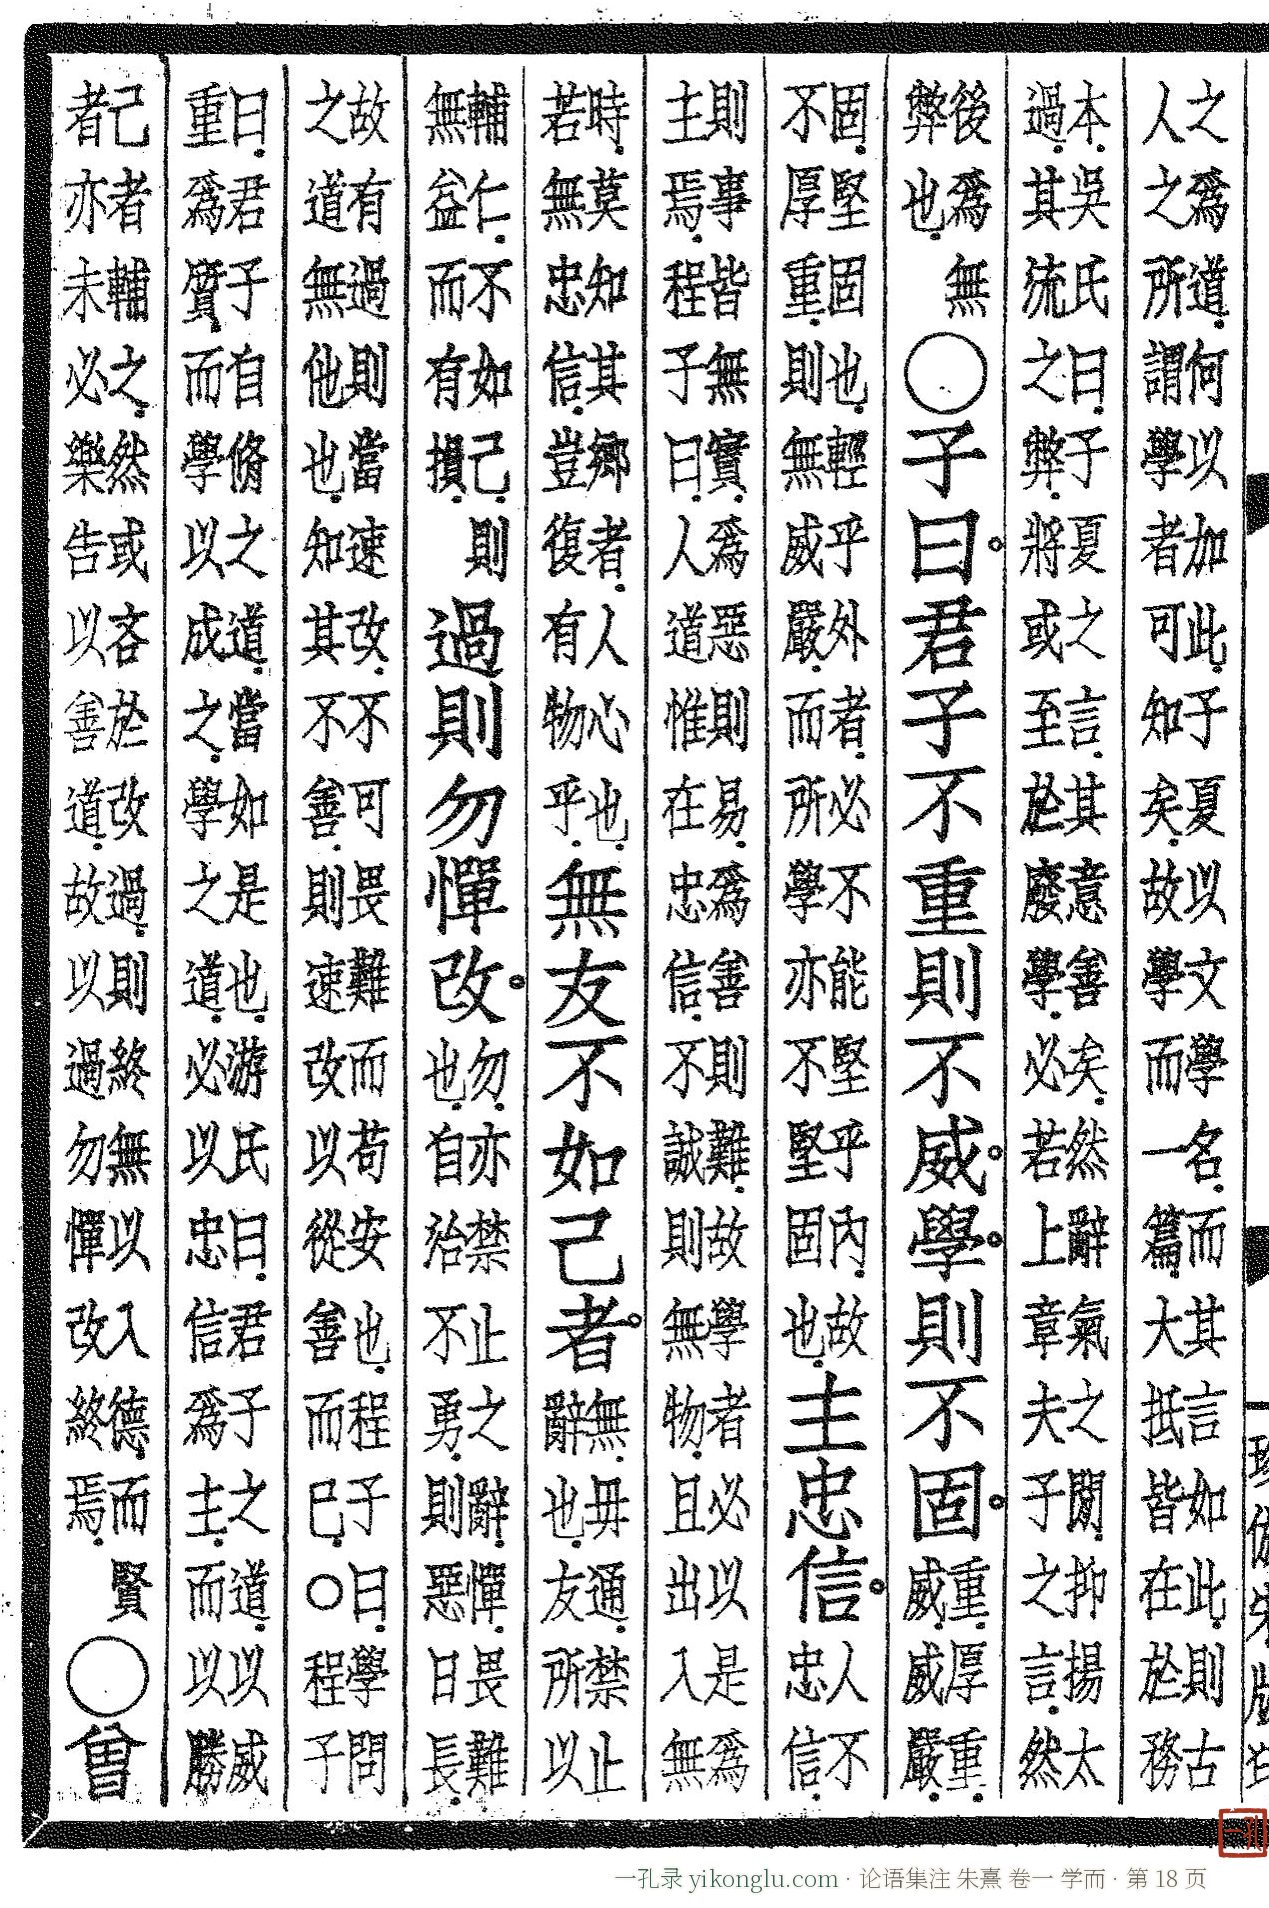 之爲道何以加此子夏以文學名而其言如此則古
人之所謂學者可知矣故學而一篇大抵皆在於務
本吳氏曰子夏之言其意善矣然辭氣之閒抑揚太
過其流之弊將或至於廢學必若上章夫子之言然
後爲無
弊也
○子曰君子不重則不威學則不固
重厚重
威威嚴
固堅固也輕乎外者必不能堅乎內故
不厚重則無威嚴而所學亦不堅固也
主忠信
人不
忠信
則事皆無實爲惡則易爲善則難故學者必以是爲
主焉程子曰人道惟在忠信不誠則無物且出入無
時莫知其鄉者人心也
若無忠信豈復有物乎
無友不如己者
無毋通禁止
辭也友所以
輔仁不如己則
無益而有損
過則勿憚改
勿亦禁止之辭憚畏難
也自治不勇則惡日長
故有過則當速改不可畏難而苟安也程子曰學問
之道無他也知其不善則速改以從善而已○程子
曰君子自脩之道當如是也游氏曰君子之道以威
重爲質而學以成之學之道必以忠信爲主而以勝
己者輔之然或吝於改過則終無以入德而賢
者亦未必樂告以善道故以過勿憚改終焉
○曾
一孔录 yikonglu.com · 论语集注 朱熹 卷一 学而 · 第 18 页